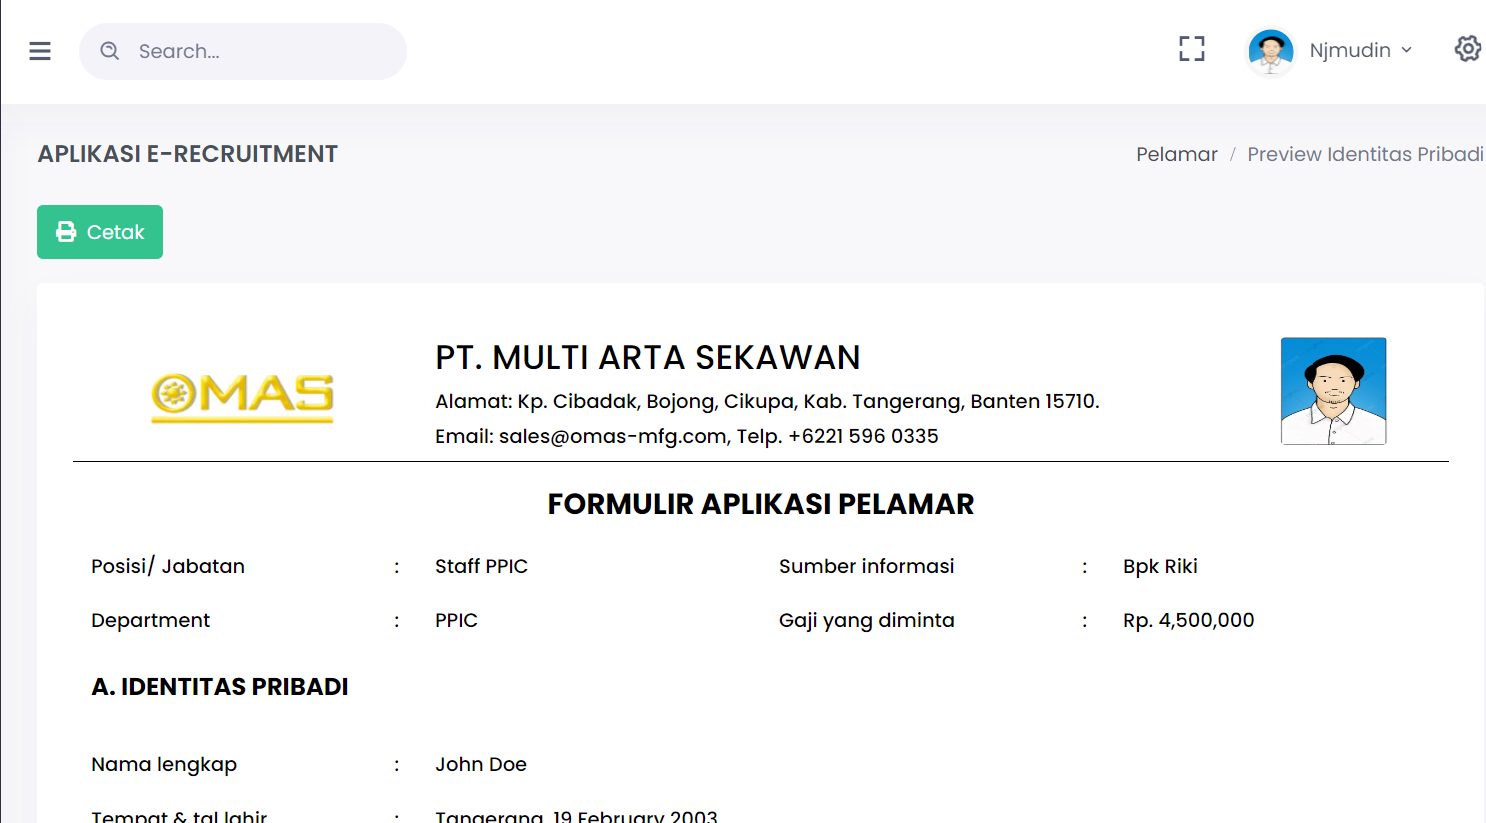 Search...
Njmudin
APLIKASI E-RECRUITMENT
Pelamar / Preview Identitas Pribadi
Cetak
OMAS
PT. MULTI ARTA SEKAWAN
Alamat: Kp. Cibadak, Bojong, Cikupa, Kab. Tangerang, Banten 15710.
Email: sales@omas-mfg.com, Telp. +6221 596 0335
FORMULIR APLIKASI PELAMAR
Posisi/ Jabatan : Staff PPIC Sumber informasi : Bpk Riki
Department : PPIC Gaji yang diminta : Rp. 4,500,000
A. IDENTITAS PRIBADI
Nama lengkap : John Doe
Tempat & tgl lahir : Tangerang, 19 February 2003